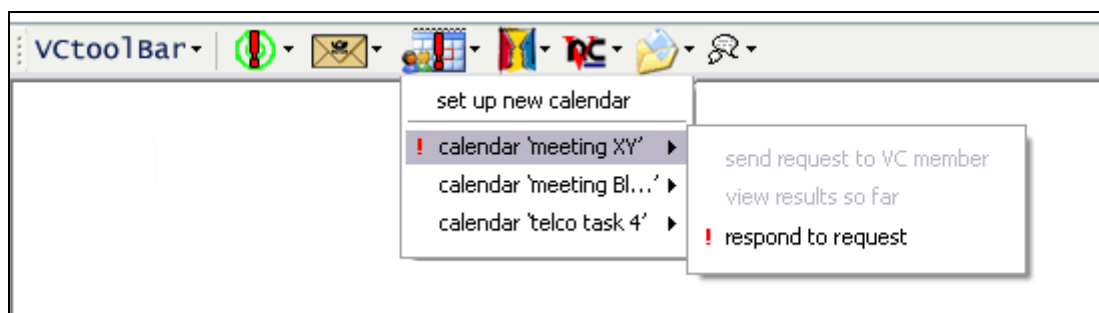 VCtoolBar
QC
set up new calendar
! calendar 'meeting XY'
calendar 'meeting Bl...'
calendar 'telco task 4'
send request to VC member
view results so far
! respond to request